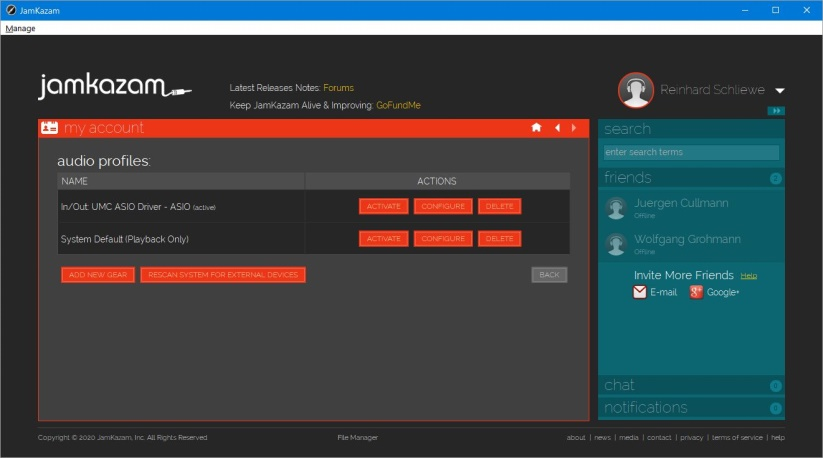 JamKazam
Manage
jamkazam
Latest Releases Notes: Forums
Keep JamKazam Alive & Improving: GoFundMe
Reinhard Schliewe
my account
audio profiles:
NAME ACTIONS
In/Out: UMC ASIO Driver - ASIO (active) ACTIVATE CONFIGURE DELETE
System Default (Playback Only) ACTIVATE CONFIGURE DELETE
ADD NEW GEAR RESCAN SYSTEM FOR EXTERNAL DEVICES BACK
search
enter search terms
friends 2
Juergen Cullmann
Offline
Wolfgang Grohmann
Offline
Invite More Friends Help
E-mail Google+
chat 0
notifications 0
Copyright © 2020 JamKazam, Inc. All Rights Reserved File Manager about | news | media | contact | privacy | terms of service | help